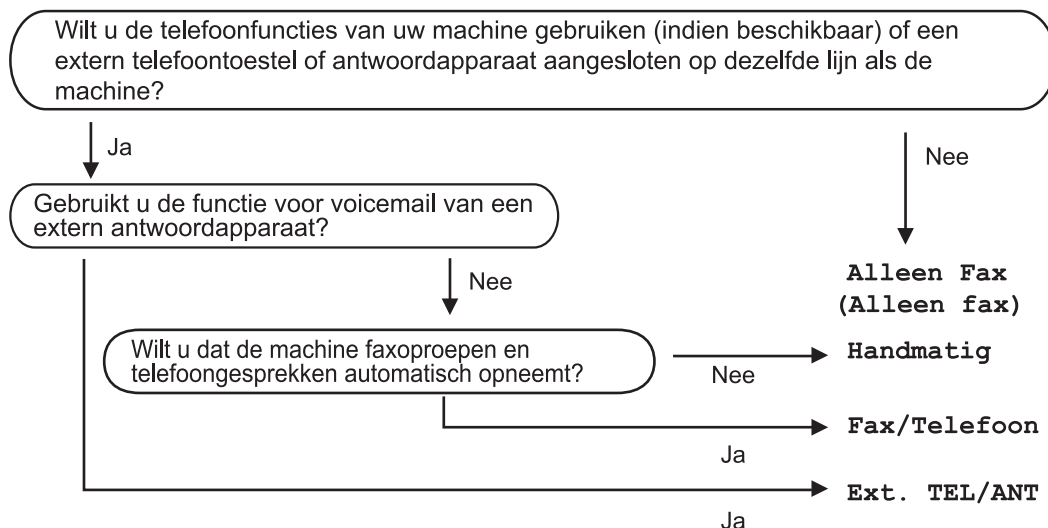 Wilt u de telefoonfuncties van uw machine gebruiken (indien beschikbaar) of een
extern telefoontoestel of antwoordapparaat aangesloten op dezelfde lijn als de
machine?
Ja
Nee
Gebruikt u de functie voor voicemail van een
extern antwoordapparaat?
Alleen Fax
(Alleen fax)
Nee
Wilt u dat de machine faxoproepen en
telefoongesprekken automatisch opneemt?
Nee
Handmatig
Ja
Fax/Telefoon
Ja
Ext. TEL/ANT